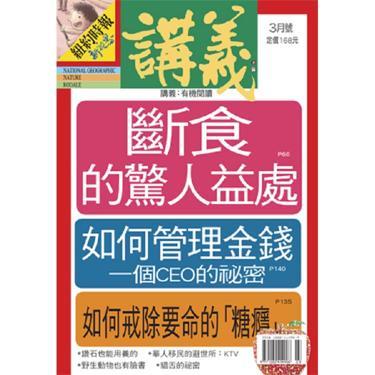 紐約時報
NATIONAL GEOGRAPHIC
NATURE
RODALE
講義
3月號
定價168元
講義:有機閱讀
斷食
P66
的驚人益處
如何管理金錢
一個CEO的祕密 P140
P135
如何戒除要命的「糖癮」
•鑽石也能用養的 •華人移民的避世所:KTV
•野生動物也有臉書 •貓舌的祕密